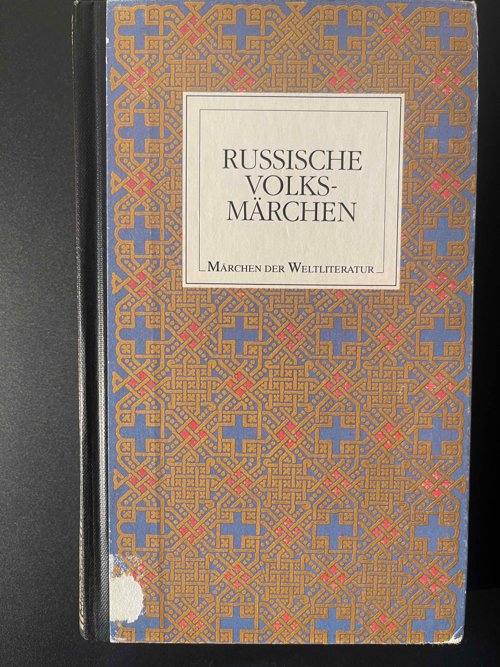 RUSSISCHE
VOLKS-
MÄRCHEN
MÄRCHEN DER WELTLITERATUR